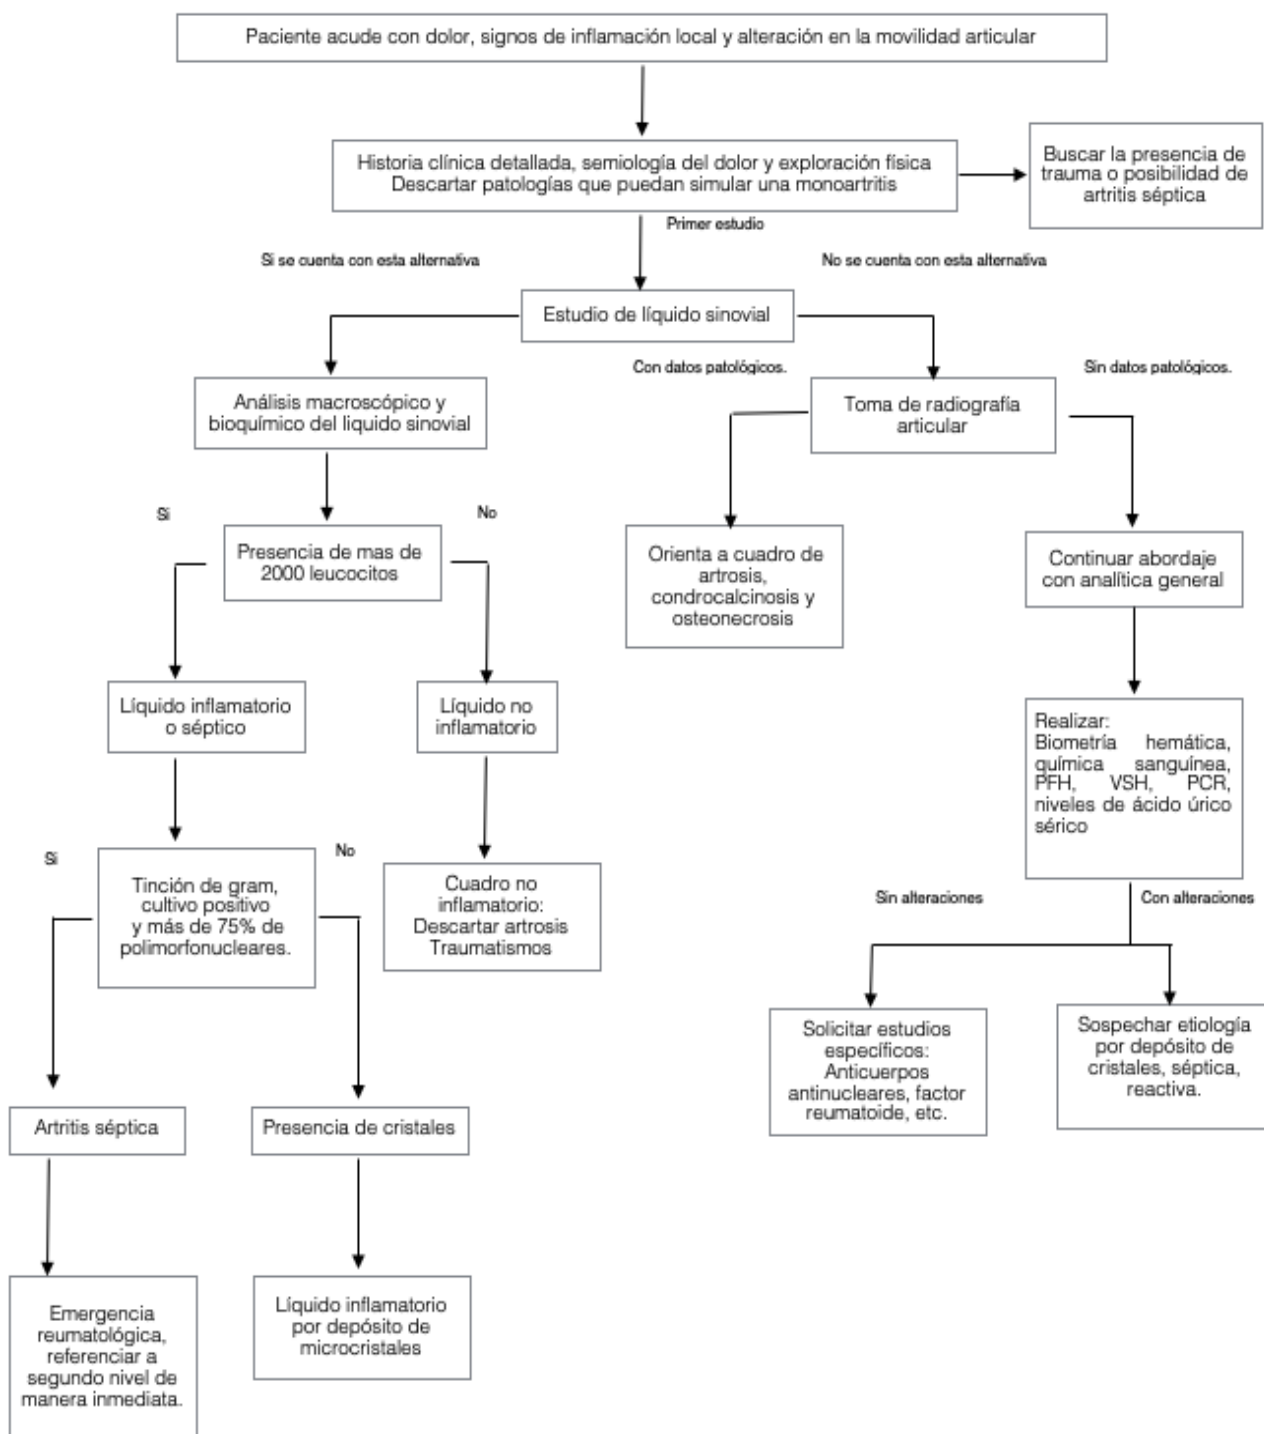 Paciente acude con dolor, signos de inflamación local y alteración en la movilidad articular
Historia clínica detallada, semiología del dolor y exploración física
Descartar patologías que puedan simular una monoartritis
Buscar la presencia de
trauma o posibilidad de
artritis séptica
Primer estudio
Si se cuenta con esta alternativa
No se cuenta con esta alternativa
Estudio de líquido sinovial
Con datos patológicos.
Sin datos patológicos.
Análisis macroscópico y
bioquímico del liquido sinovial
Toma de radiografía
articular
Si
No
Presencia de mas de
2000 leucocitos
Orienta a cuadro de
artrosis,
condrocalcinosis y
osteonecrosis
Continuar abordaje
con analítica general
Líquido inflamatorio
o séptico
Líquido no
inflamatorio
Realizar:
Biometría hemática,
química sanguínea,
PFH, VSH, PCR,
niveles de ácido úrico
sérico
Si
No
Tinción de gram,
cultivo positivo
y más de 75% de
polimorfonucleares.
Cuadro no
inflamatorio:
Descartar artrosis
Traumatismos
Sin alteraciones
Con alteraciones
Solicitar estudios
específicos:
Anticuerpos
antinucleares, factor
reumatoide, etc.
Sospechar etiología
por depósito de
cristales, séptica,
reactiva.
Artritis séptica
Presencia de cristales
Emergencia
reumatológica,
referenciar a
segundo nivel de
manera inmediata.
Líquido inflamatorio
por depósito de
microcristales